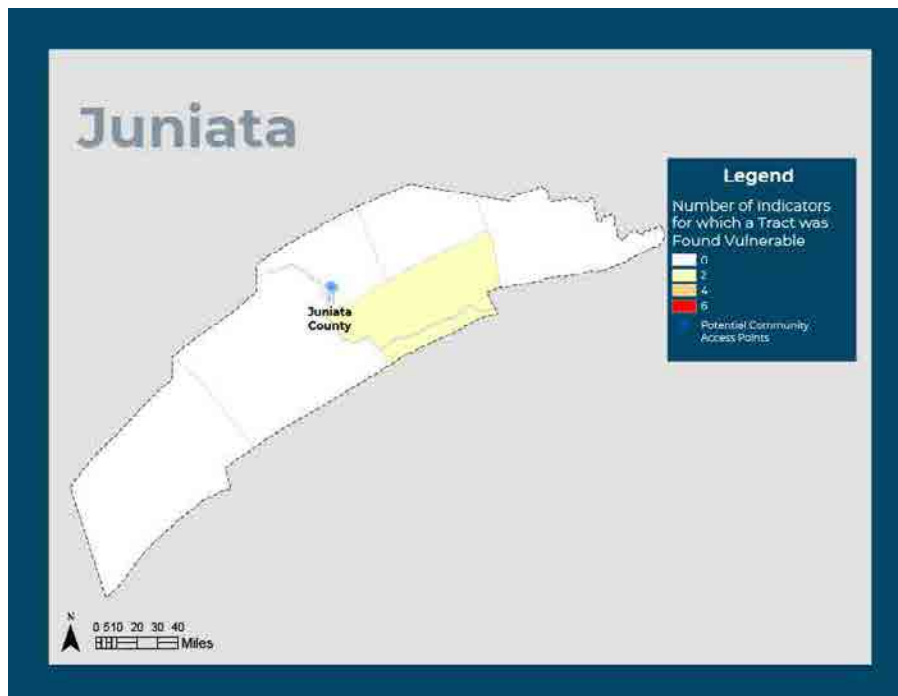 Juniata
Legend
Number of Indicators
for which a Tract was
Found Vulnerable
0
2
4
6
Potential Community
Access Points
Juniata
County
N
0 510 20 30 40
Miles